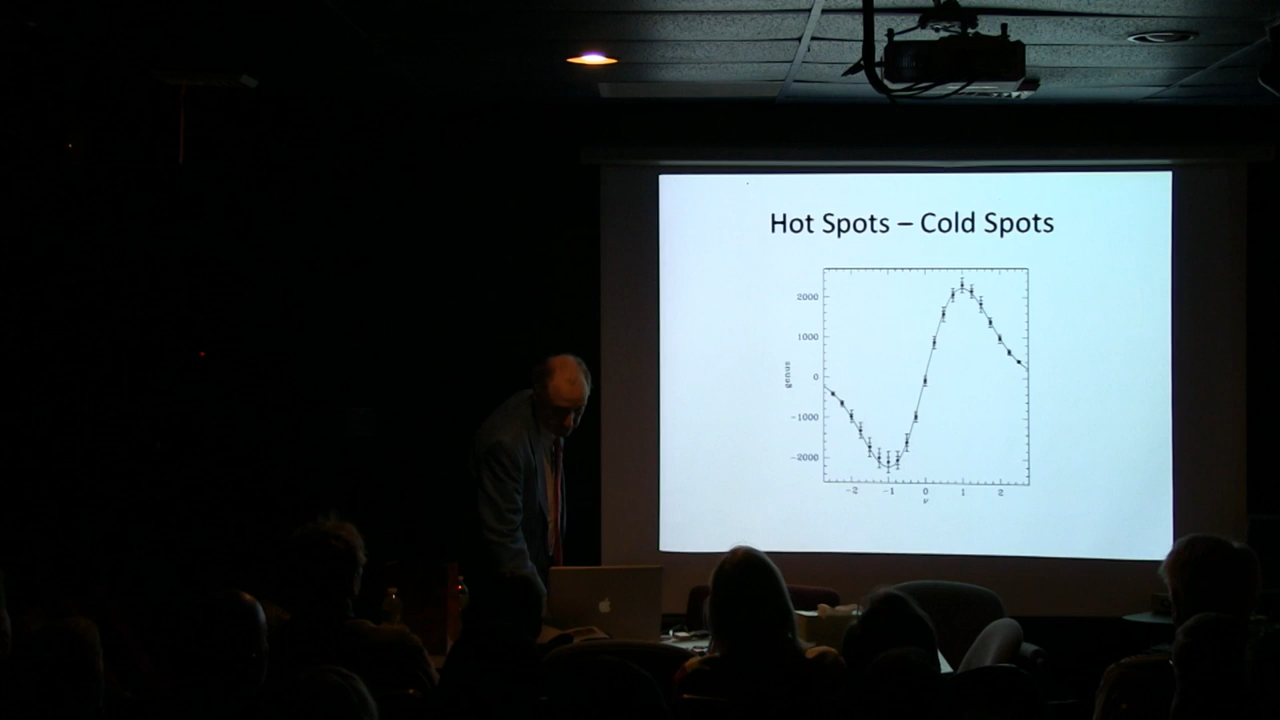 Hot Spots – Cold Spots
2000
1000
0
-1000
-2000
genus
-2 -1 0 1 2
ν